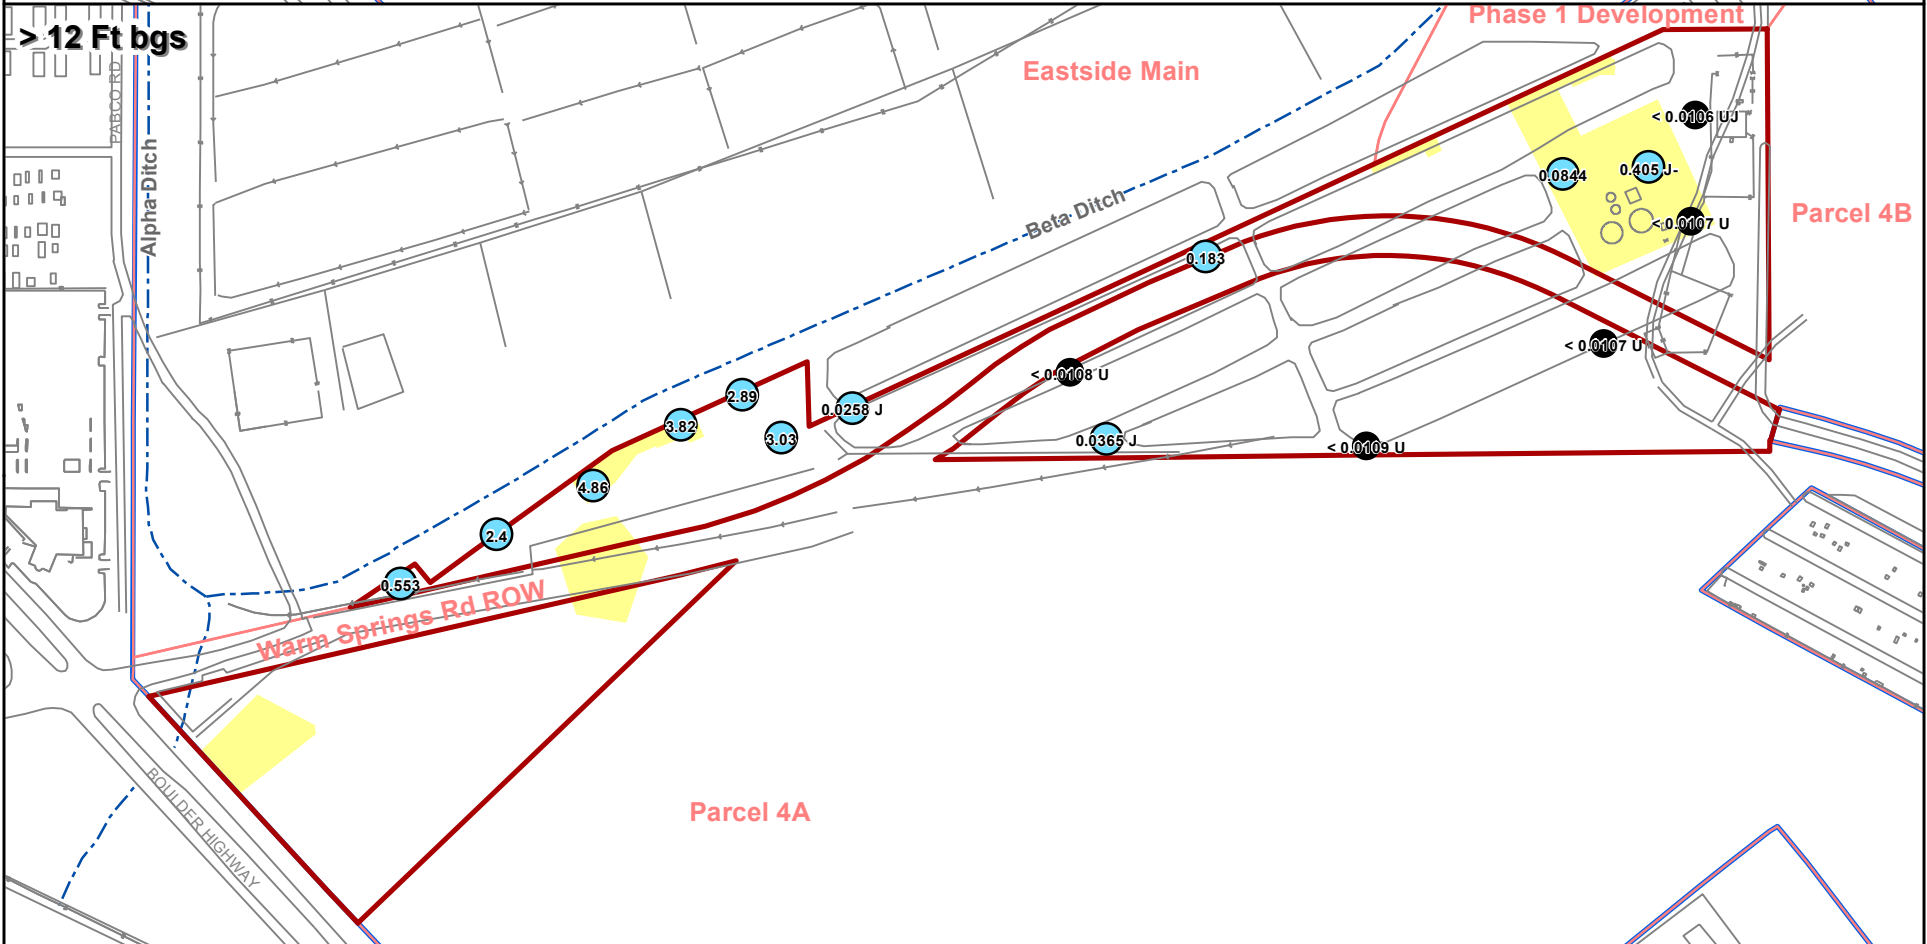 Phase 1 Development
> 12 Ft bgs
Eastside Main
PABCO RD
< 0.0106 UJ
0.0844
0.405 J-
Alpha Ditch
Beta Ditch
Parcel 4B
< 0.0107 U
0.183
< 0.0107 U
< 0.0108 U
2.89
0.0258 J
3.82
3.03
0.0365 J
< 0.0109 U
4.86
2.4
0.553
Warm Springs Rd ROW
Parcel 4A
BOULDER HIGHWAY